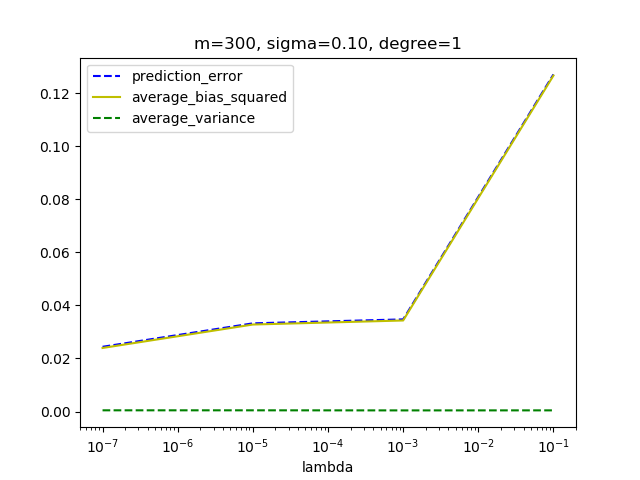 m=300, sigma=0.10, degree=1
prediction_error
average_bias_squared
average_variance
0.12
0.10
0.08
0.06
0.04
0.02
0.00
10⁻⁷ 10⁻⁶ 10⁻⁵ 10⁻⁴ 10⁻³ 10⁻² 10⁻¹
lambda